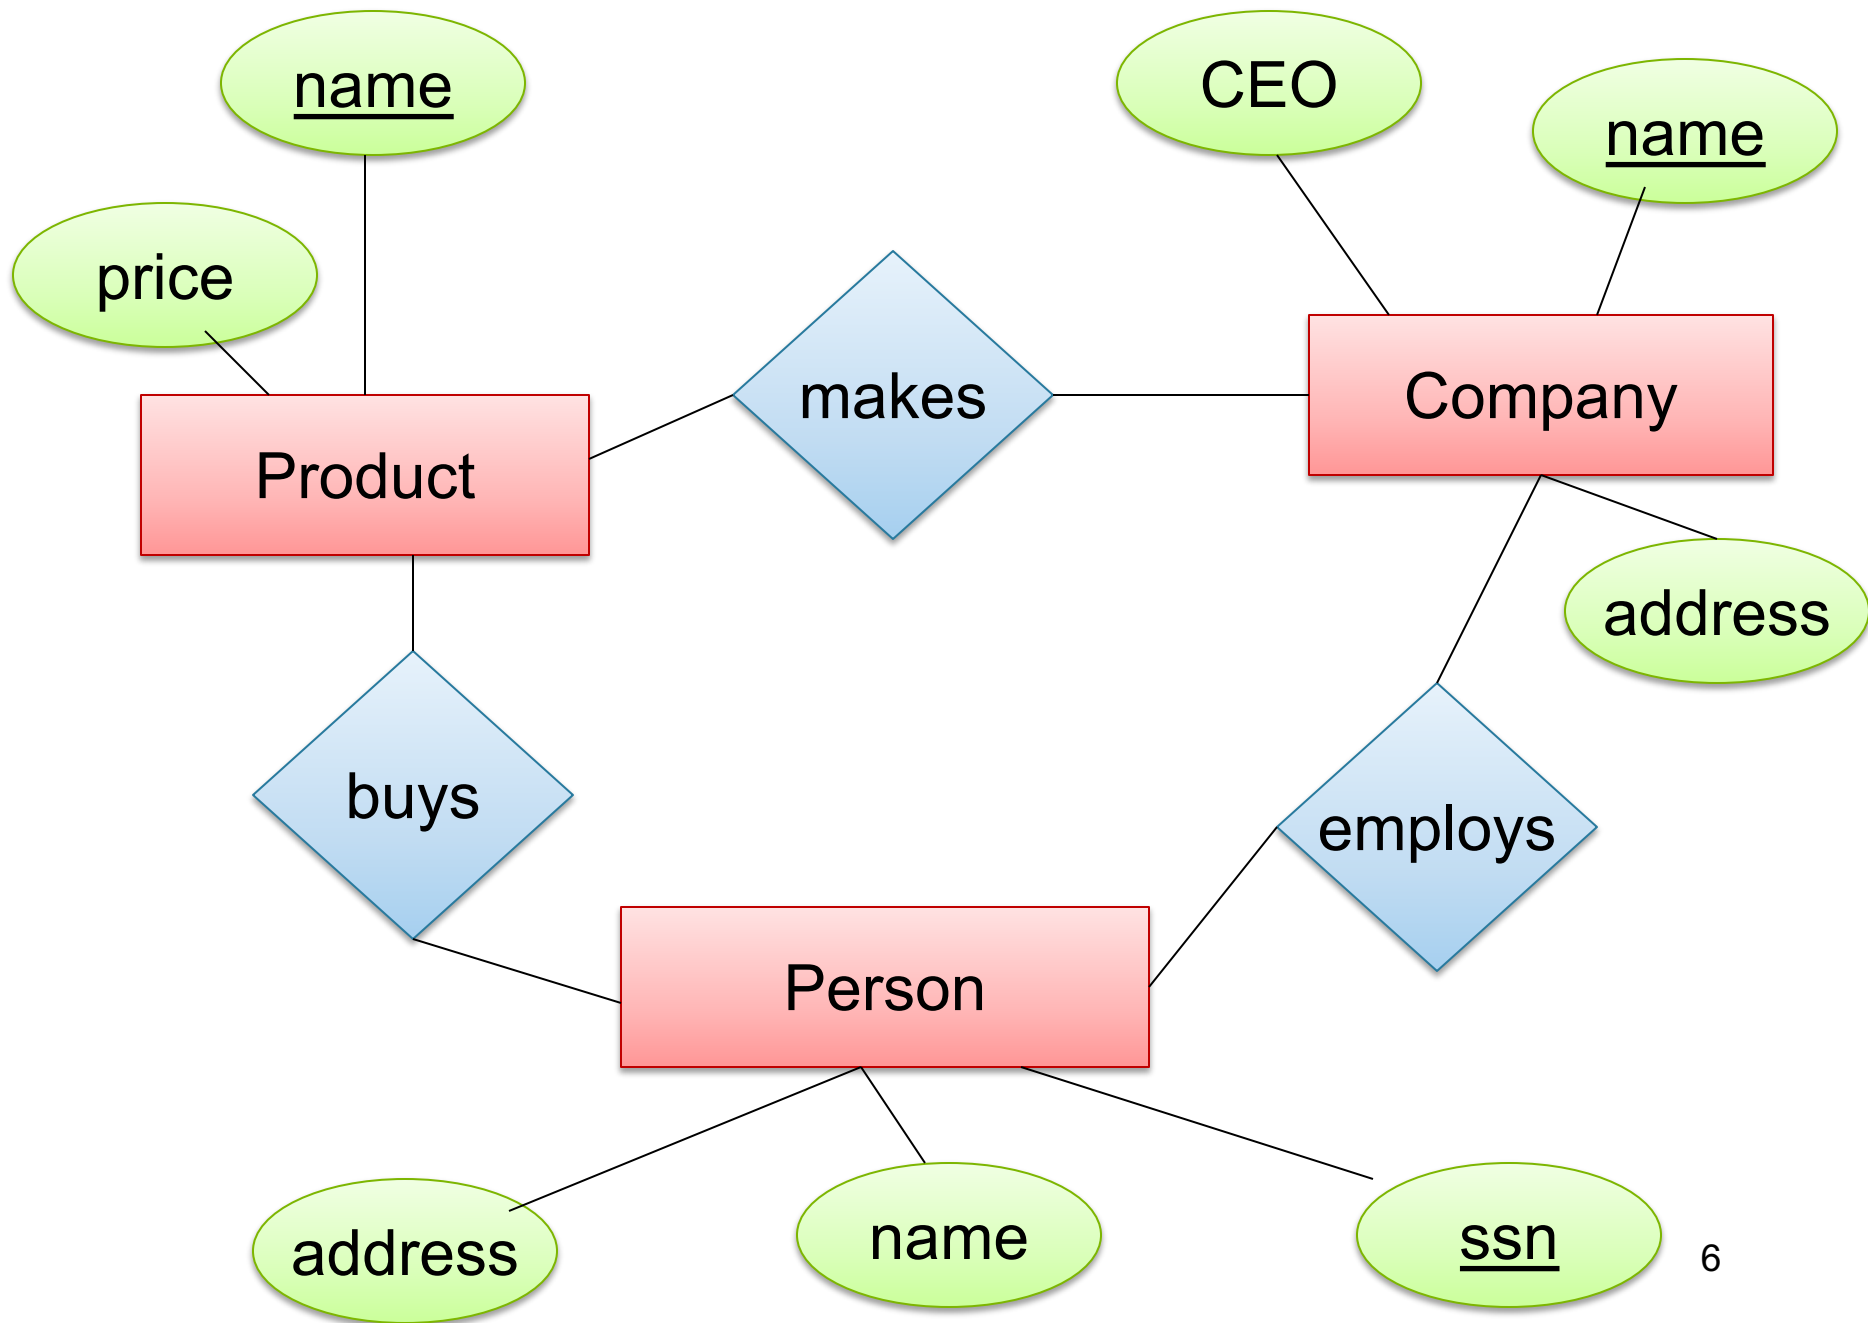 name
CEO
name
price
makes
Company
Product
address
buys
employs
Person
address
name
ssn
6